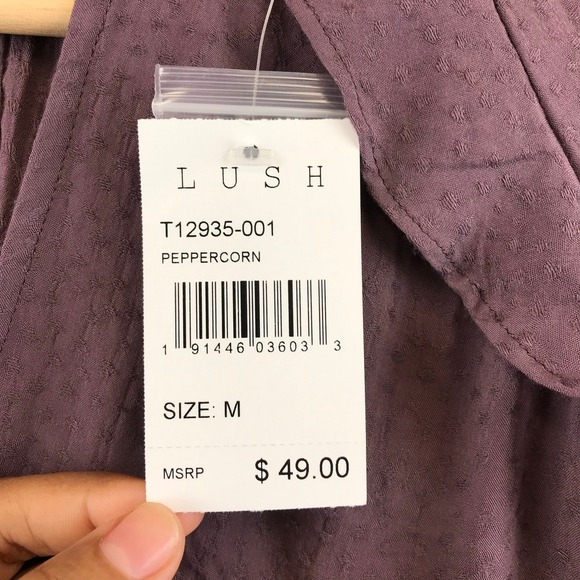 LUSH
T12935-001
PEPPERCORN
1 91446 03603 3
SIZE: M
MSRP $ 49.00